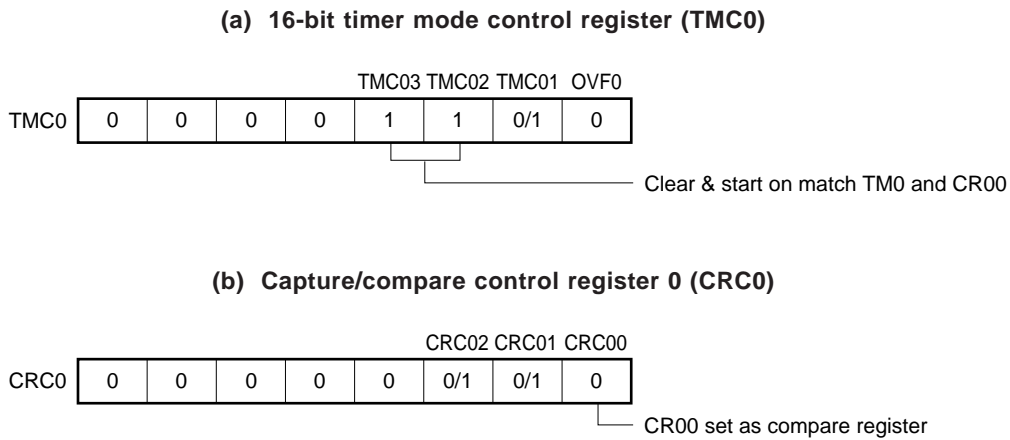 (a) 16-bit timer mode control register (TMC0)
TMC03 TMC02 TMC01 OVF0
TMC0 0 0 0 0 1 1 0/1 0
Clear & start on match TM0 and CR00
(b) Capture/compare control register 0 (CRC0)
CRC02 CRC01 CRC00
CRC0 0 0 0 0 0 0/1 0/1 0
CR00 set as compare register